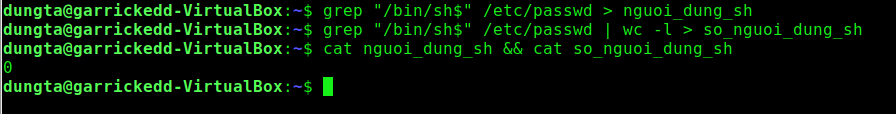 dungta@garrickedd-VirtualBox:~$ grep "/bin/sh$" /etc/passwd > nguoi_dung_sh
dungta@garrickedd-VirtualBox:~$ grep "/bin/sh$" /etc/passwd | wc -l > so_nguoi_dung_sh
dungta@garrickedd-VirtualBox:~$ cat nguoi_dung_sh && cat so_nguoi_dung_sh
0
dungta@garrickedd-VirtualBox:~$